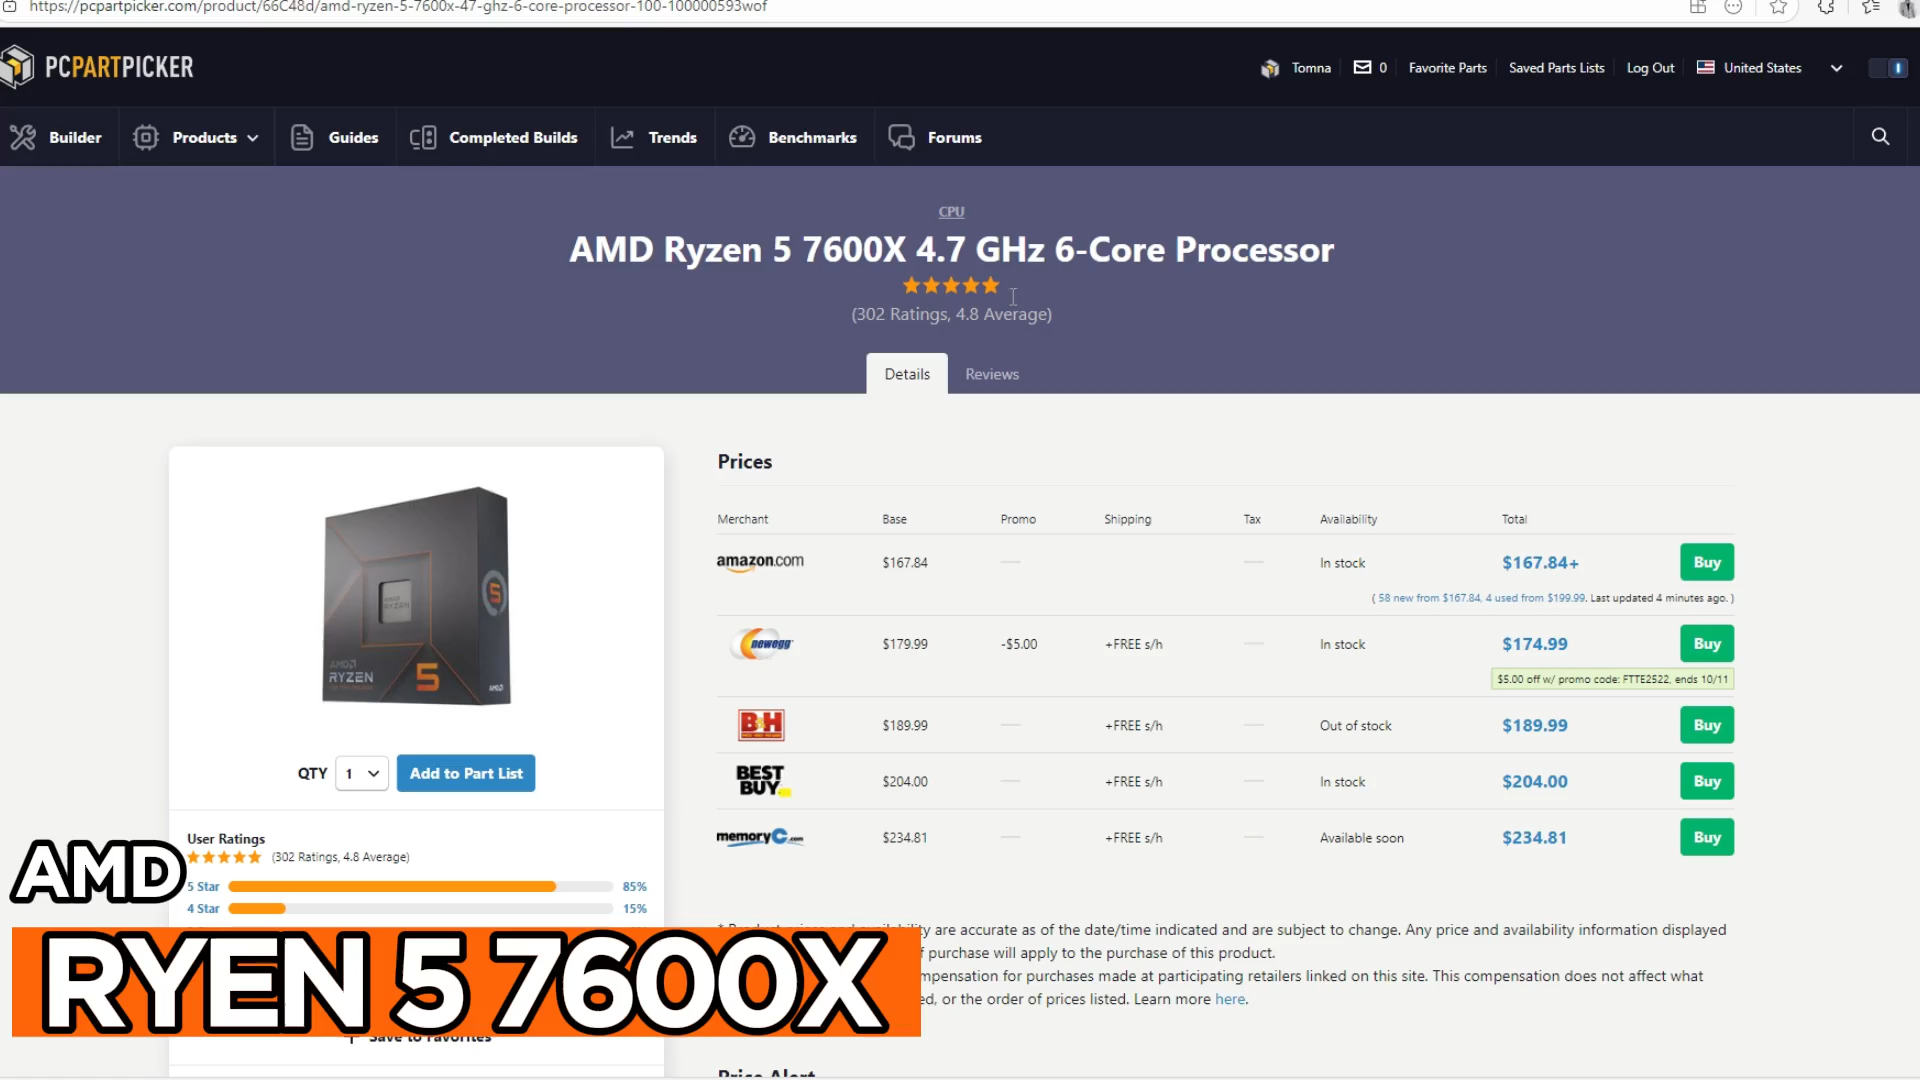 https://pcpartpicker.com/product/66C48d/amd-ryzen-5-7600x-47-ghz-6-core-processor-100-100000593wof
PCPARTPICKER
Tomna
0
Favorite Parts
Saved Parts Lists
Log Out
United States
Builder
Products
Guides
Completed Builds
Trends
Benchmarks
Forums
CPU
AMD Ryzen 5 7600X 4.7 GHz 6-Core Processor
(302 Ratings, 4.8 Average)
Details
Reviews
AMD RYZEN
5
AMD
RYZEN
5
AMD
QTY 1 Add to Part List
User Ratings
(302 Ratings, 4.8 Average)
5 Star 85%
4 Star 15%
Prices
Merchant Base Promo Shipping Tax Availability Total
amazon.com $167.84 — — In stock $167.84+ Buy
( 58 new from $167.84, 4 used from $199.99. Last updated 4 minutes ago. )
newegg $179.99 -$5.00 +FREE s/h — In stock $174.99 Buy
$5.00 off w/ promo code: FTTE2522, ends 10/11
B&H $189.99 — +FREE s/h — Out of stock $189.99 Buy
BEST BUY $204.00 — +FREE s/h — In stock $204.00 Buy
memoryC.com $234.81 — +FREE s/h — Available soon $234.81 Buy
are accurate as of the date/time indicated and are subject to change. Any price and availability information displayed
purchase will apply to the purchase of this product.
for purchases made at participating retailers linked on this site. This compensation does not affect what
or the order of prices listed. Learn more here.
AMD
RYEN 5 7600X
+ Save to Favorites
Price Alert